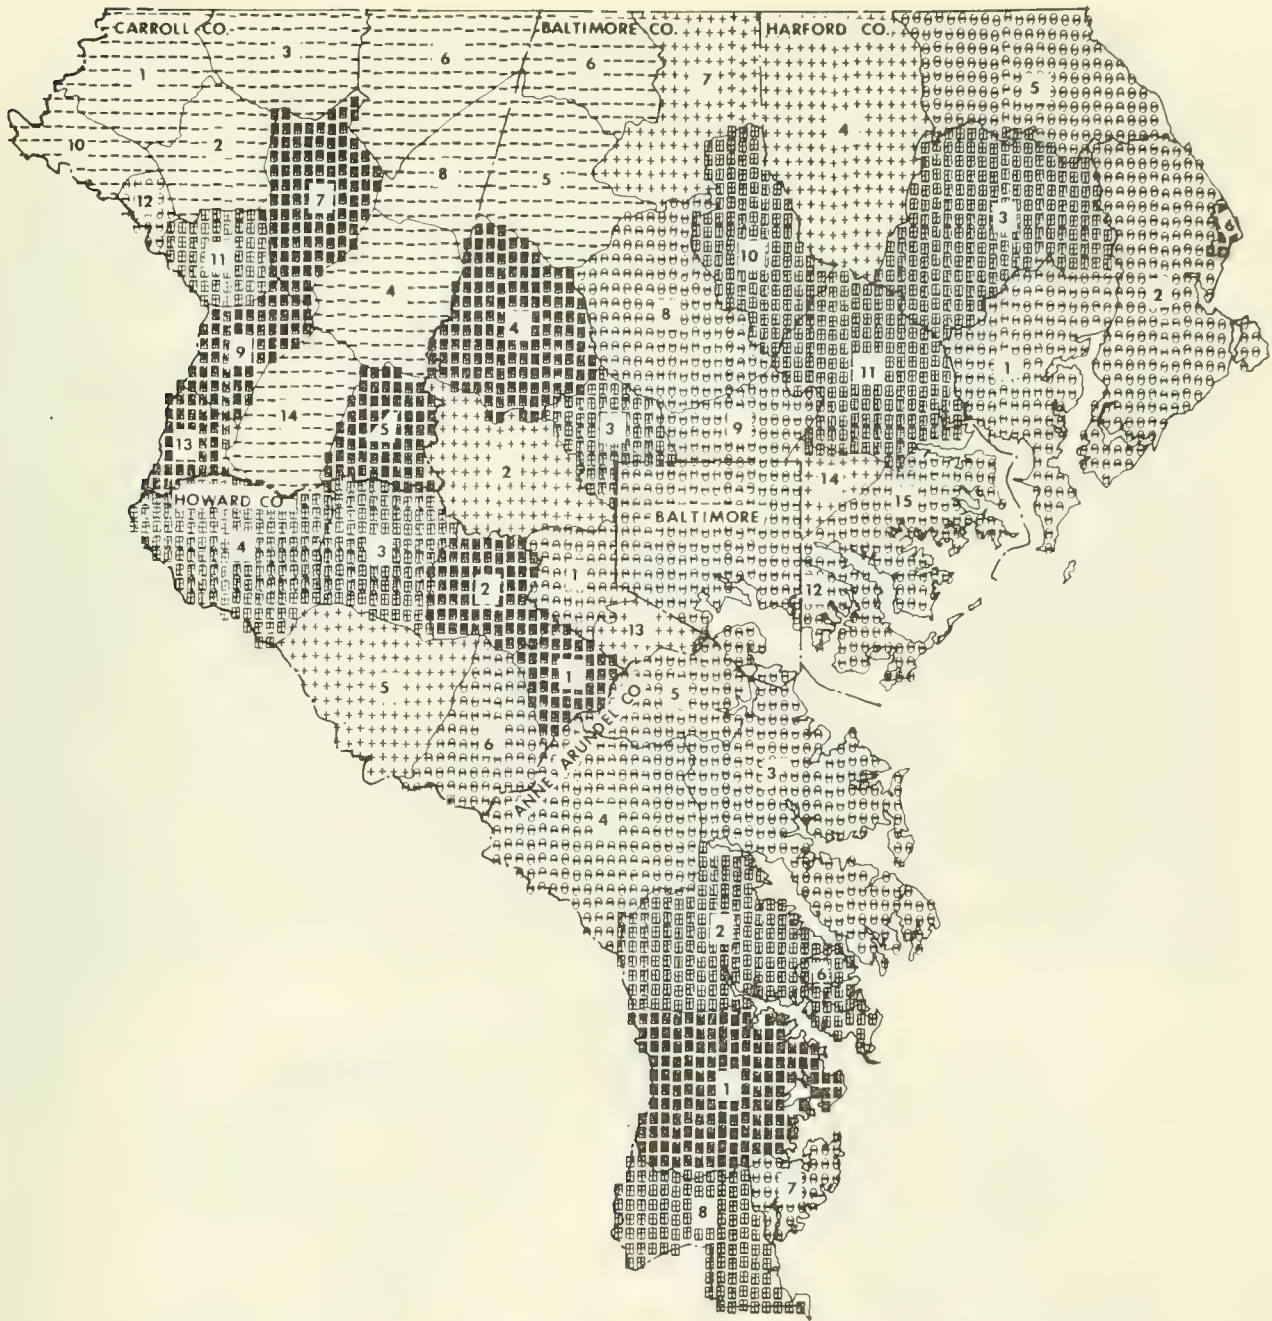 CARROLL CO. BALTIMORE CO. HARFORD CO.
3 6 6 7 5
1
4
10 2 8 5
12 7 3 6
11 10
4 2
8
4
9 11 1
14
13 5 3 9
2 14
HOWARD CO 15
BALTIMORE
4 3
1
2 12
13
1
5 5
6
ANNE ARUNDEL CO
3
4
2
6
1
7
8